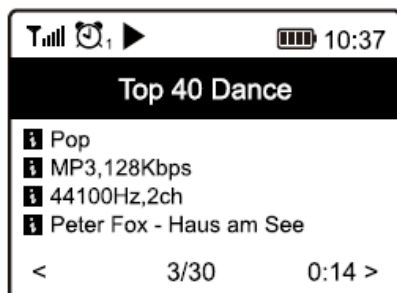 1 10:37
Top 40 Dance
i Pop
i MP3,128Kbps
i 44100Hz,2ch
i Peter Fox - Haus am See
< 3/30 0:14 >